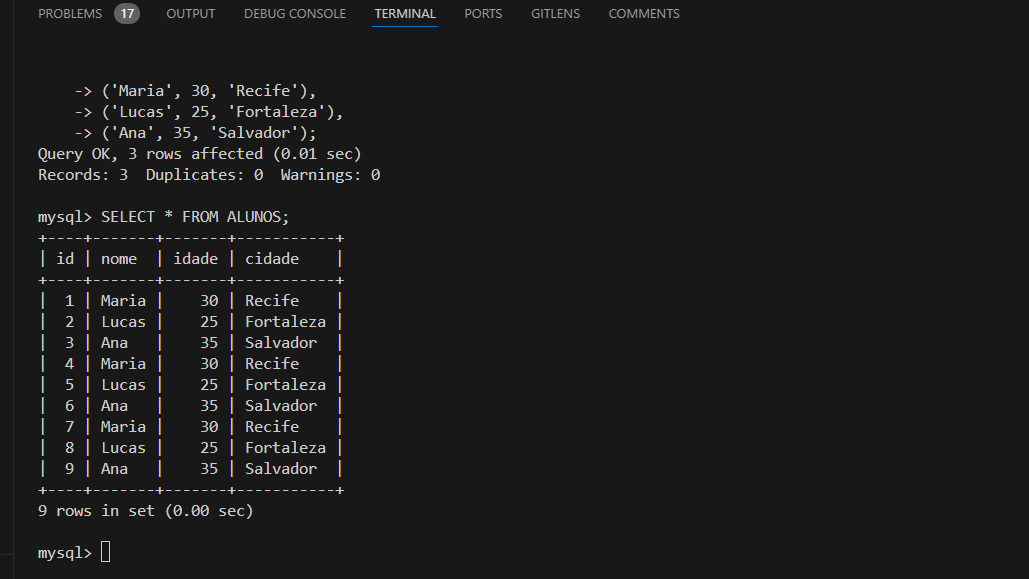 PROBLEMS 17 OUTPUT DEBUG CONSOLE TERMINAL PORTS GITLENS COMMENTS
    -> ('Maria', 30, 'Recife'),
    -> ('Lucas', 25, 'Fortaleza'),
    -> ('Ana', 35, 'Salvador');
Query OK, 3 rows affected (0.01 sec)
Records: 3  Duplicates: 0  Warnings: 0
mysql> SELECT * FROM ALUNOS;
+----+-------+-------+-----------+
| id | nome  | idade | cidade    |
+----+-------+-------+-----------+
|  1 | Maria |    30 | Recife    |
|  2 | Lucas |    25 | Fortaleza |
|  3 | Ana   |    35 | Salvador  |
|  4 | Maria |    30 | Recife    |
|  5 | Lucas |    25 | Fortaleza |
|  6 | Ana   |    35 | Salvador  |
|  7 | Maria |    30 | Recife    |
|  8 | Lucas |    25 | Fortaleza |
|  9 | Ana   |    35 | Salvador  |
+----+-------+-------+-----------+
9 rows in set (0.00 sec)
mysql>